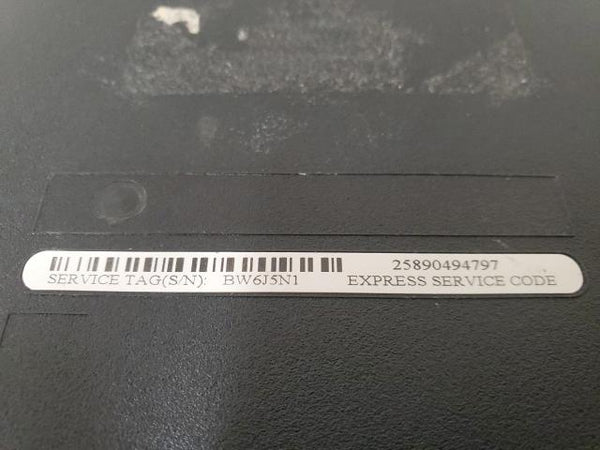 25890494797
SERVICE TAG(S/N): BW6J5N1 EXPRESS SERVICE CODE